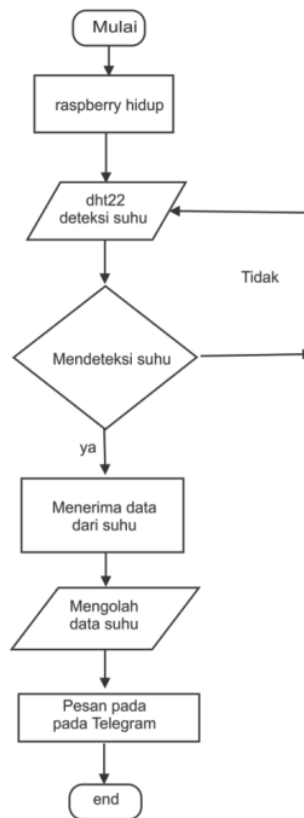 Mulai
raspberry hidup
dht22
deteksi suhu
Tidak
Mendeteksi suhu
ya
Menerima data
dari suhu
Mengolah
data suhu
Pesan pada
pada Telegram
end